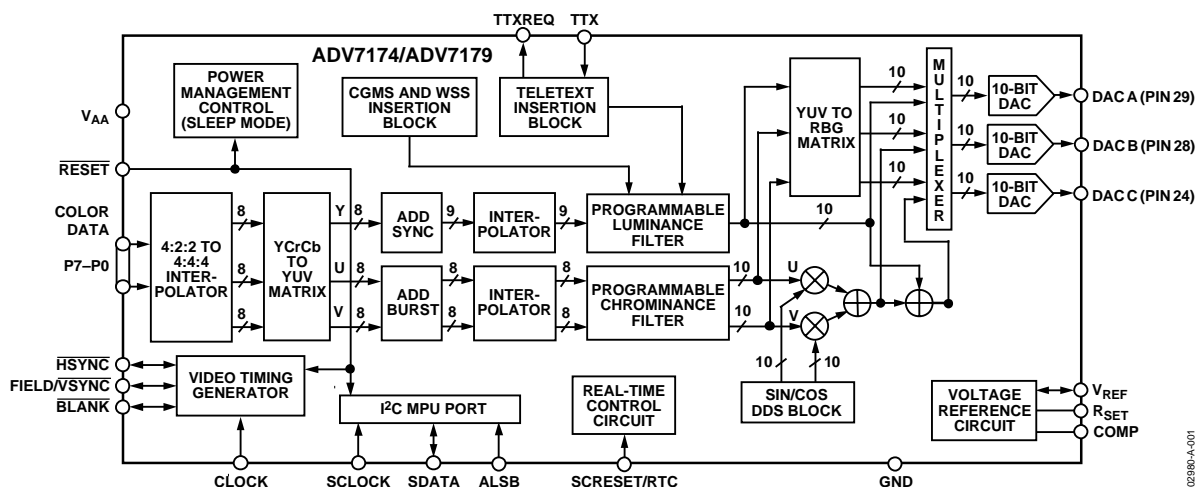 TTXREQ TTX
ADV7174/ADV7179
POWER
MANAGEMENT
CONTROL
(SLEEP MODE)
CGMS AND WSS
INSERTION
BLOCK
TELETEXT
INSERTION
BLOCK
YUV TO
RBG
MATRIX
10
10
10
MULTIPLEXER
10
10
10
10-BIT
DAC
10-BIT
DAC
10-BIT
DAC
DAC A (PIN 29)
DAC B (PIN 28)
DAC C (PIN 24)
VAA
RESET
COLOR
DATA
P7–P0
4:2:2 TO
4:4:4
INTER-
POLATOR
8
8
8
YCrCb
TO
YUV
MATRIX
Y 8
U 8
V 8
ADD
SYNC
9
INTER-
POLATOR
9
PROGRAMMABLE
LUMINANCE
FILTER
10
ADD
BURST
8
8
INTER-
POLATOR
8
8
PROGRAMMABLE
CHROMINANCE
FILTER
10
10
U
V
10 10
SIN/COS
DDS BLOCK
HSYNC
FIELD/VSYNC
BLANK
VIDEO TIMING
GENERATOR
I2C MPU PORT
REAL-TIME
CONTROL
CIRCUIT
VOLTAGE
REFERENCE
CIRCUIT
VREF
RSET
COMP
CLOCK SCLOCK SDATA ALSB SCRESET/RTC GND
02980-A-001